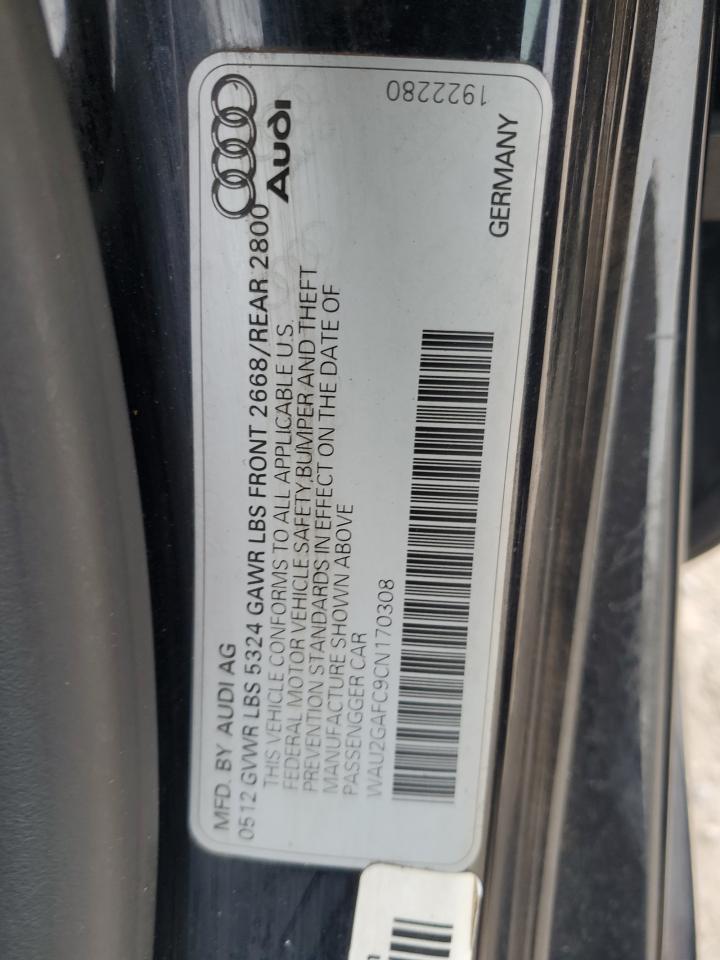 Audi
MFD. BY AUDI AG
0512 GVWR LBS 5324 GAWR LBS FRONT 2668/REAR 2800
THIS VEHICLE CONFORMS TO ALL APPLICABLE U.S.
FEDERAL MOTOR VEHICLE SAFETY,BUMPER AND THEFT
PREVENTION STANDARDS IN EFFECT ON THE DATE OF
MANUFACTURE SHOWN ABOVE
PASSENGGER CAR
WAU2GAFC9CN170308
GERMANY
1922280